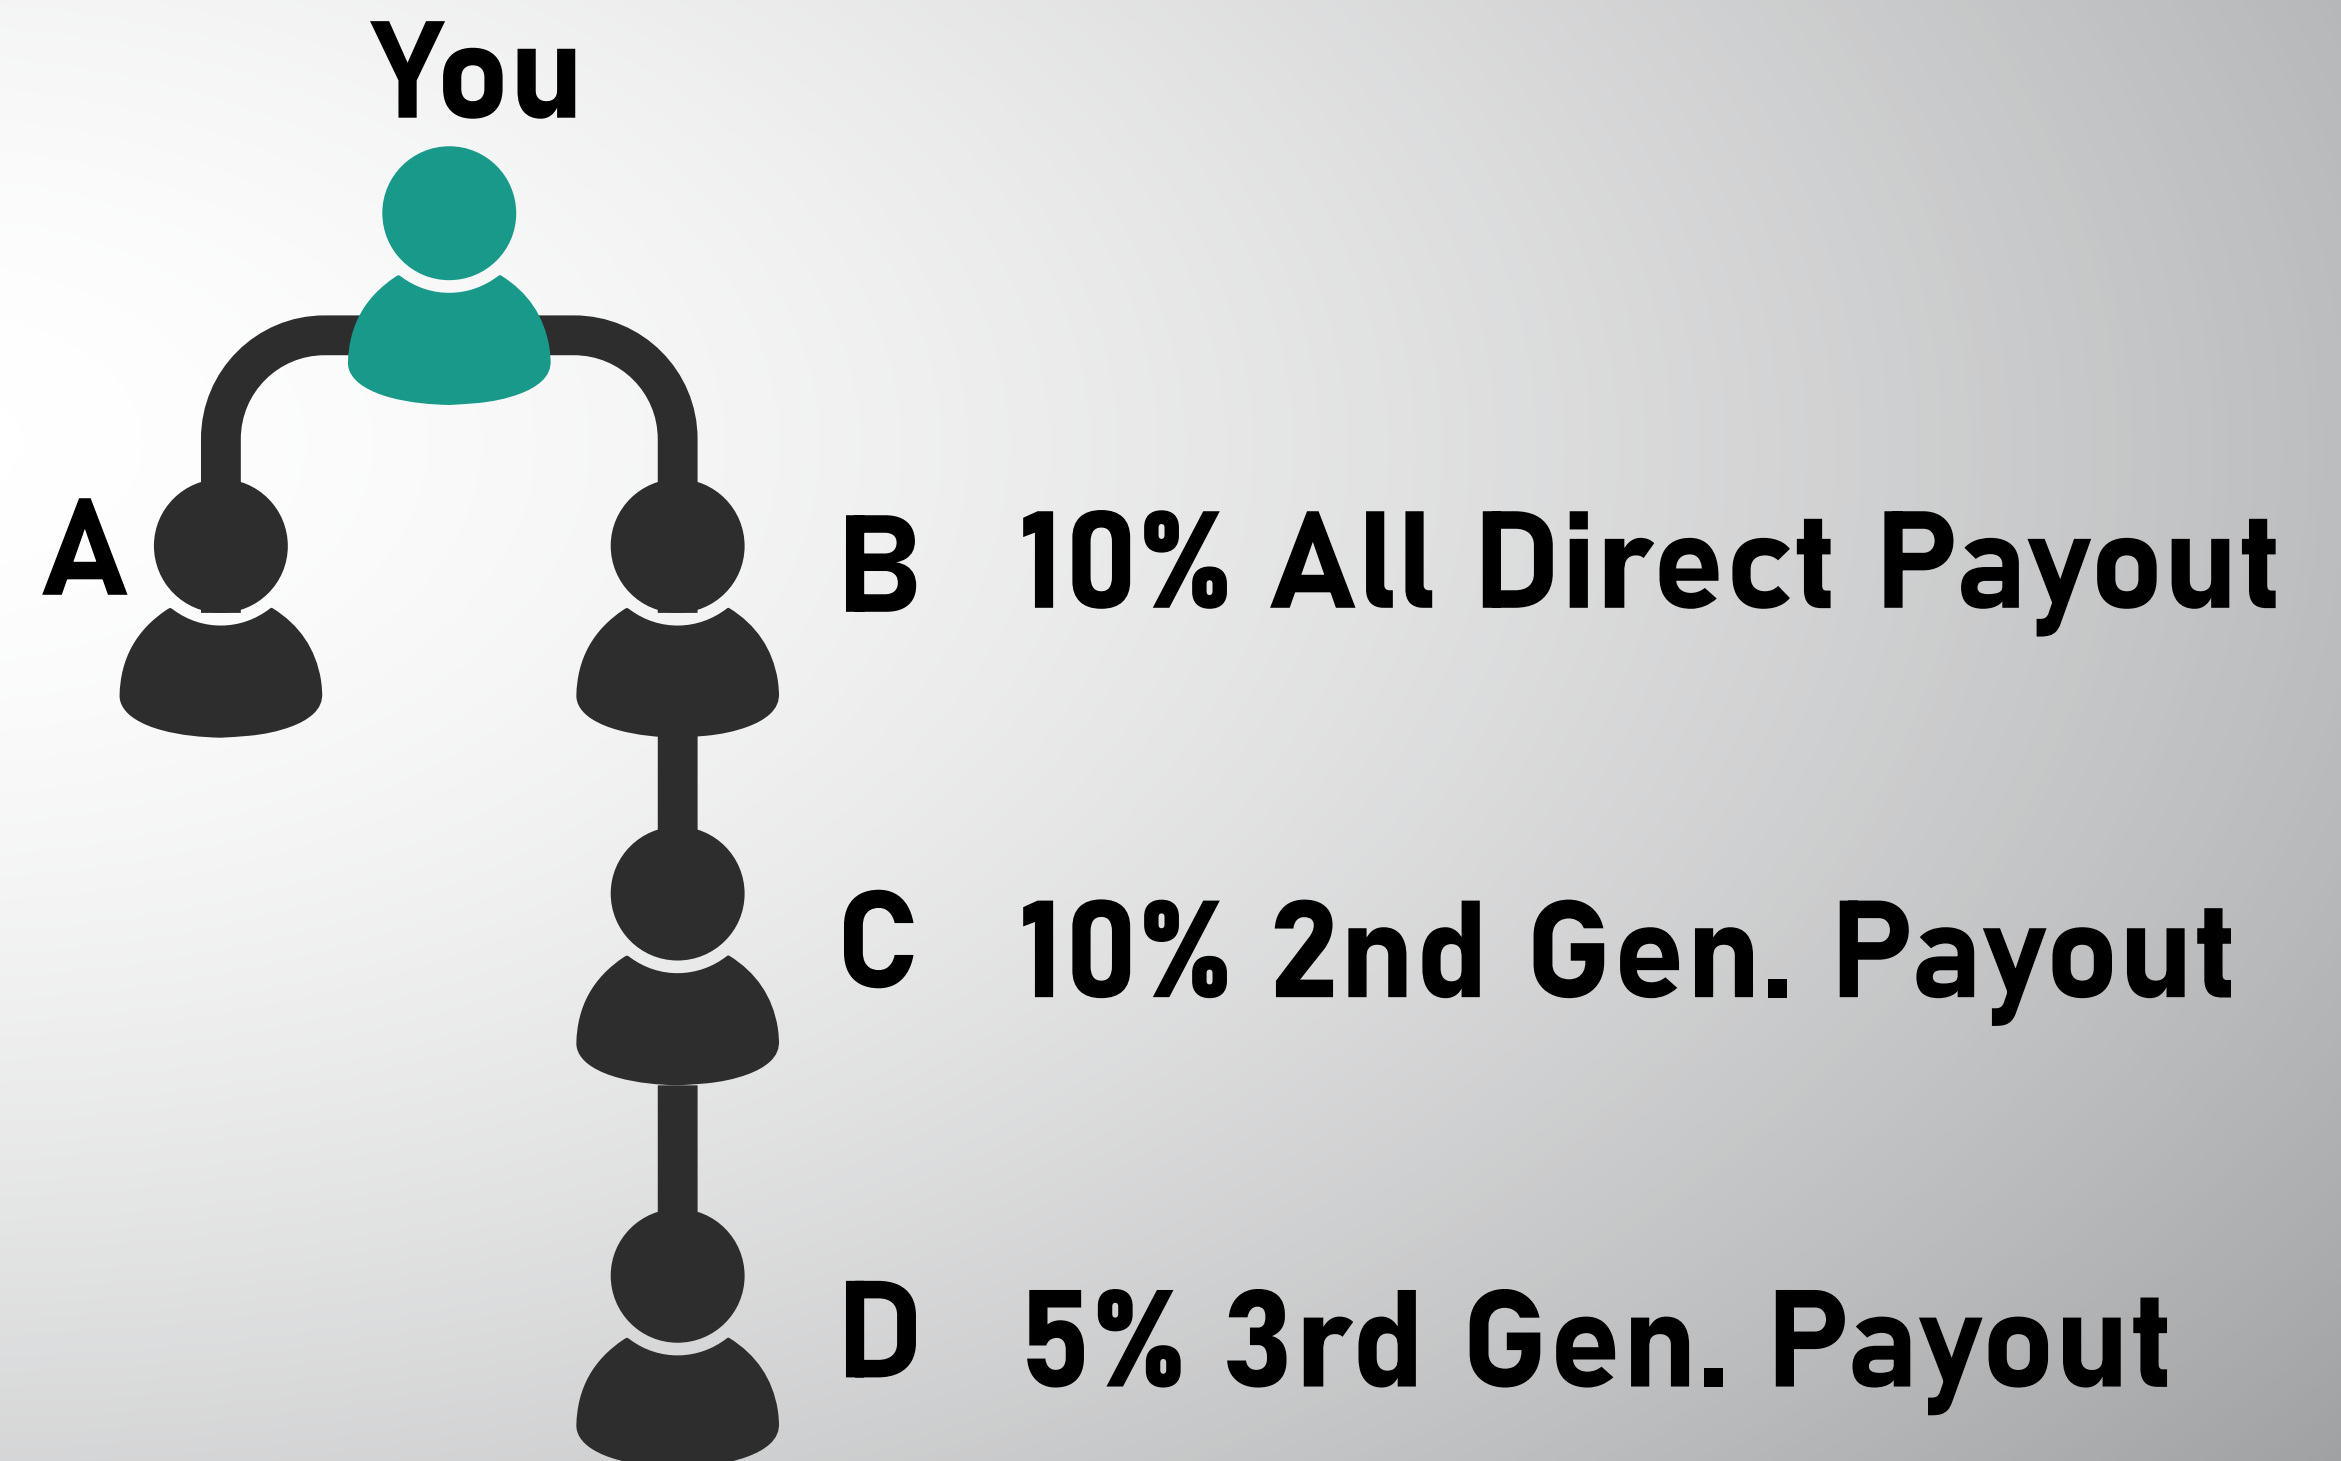 You
A
B 10% All Direct Payout
C 10% 2nd Gen. Payout
D 5% 3rd Gen. Payout